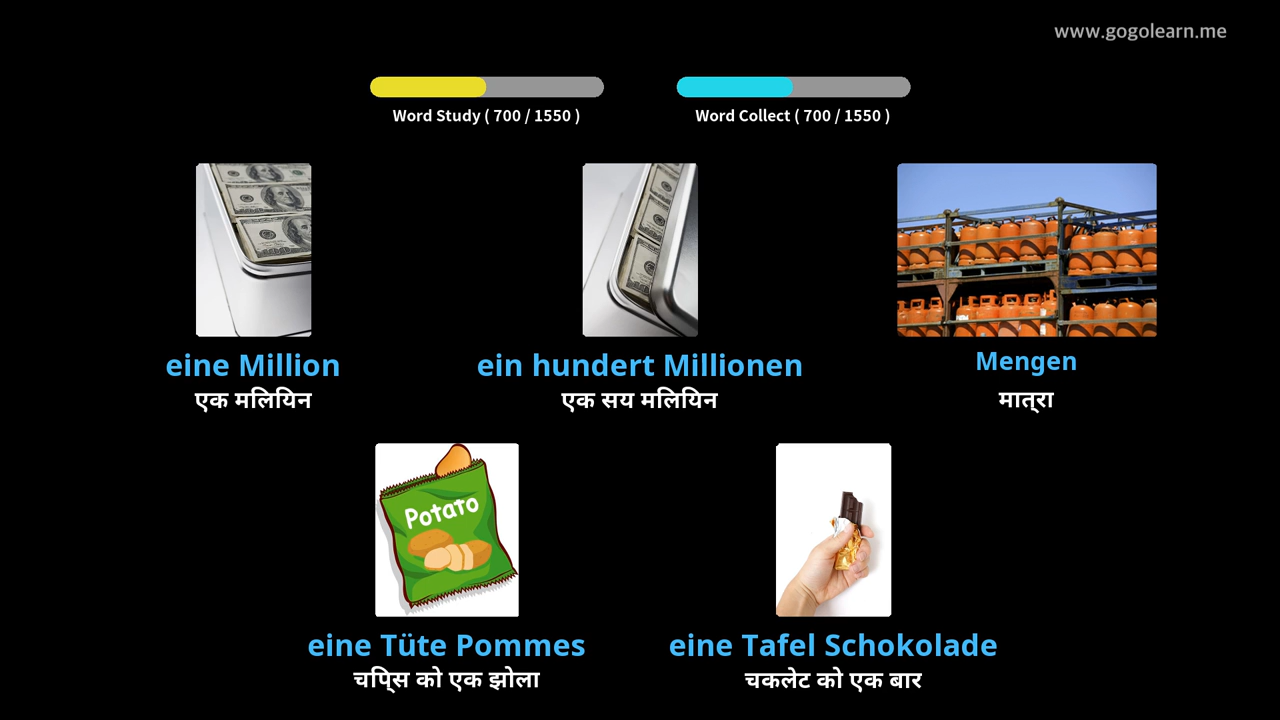 www.gogolearn.me
Word Study ( 700 / 1550 )
Word Collect ( 700 / 1550 )
eine Million
एक मलियिन
ein hundert Millionen
एक सय मलियिन
Mengen
मात्रा
Potato
eine Tüte Pommes
चिप्स को एक झोला
eine Tafel Schokolade
चकलेट को एक बार